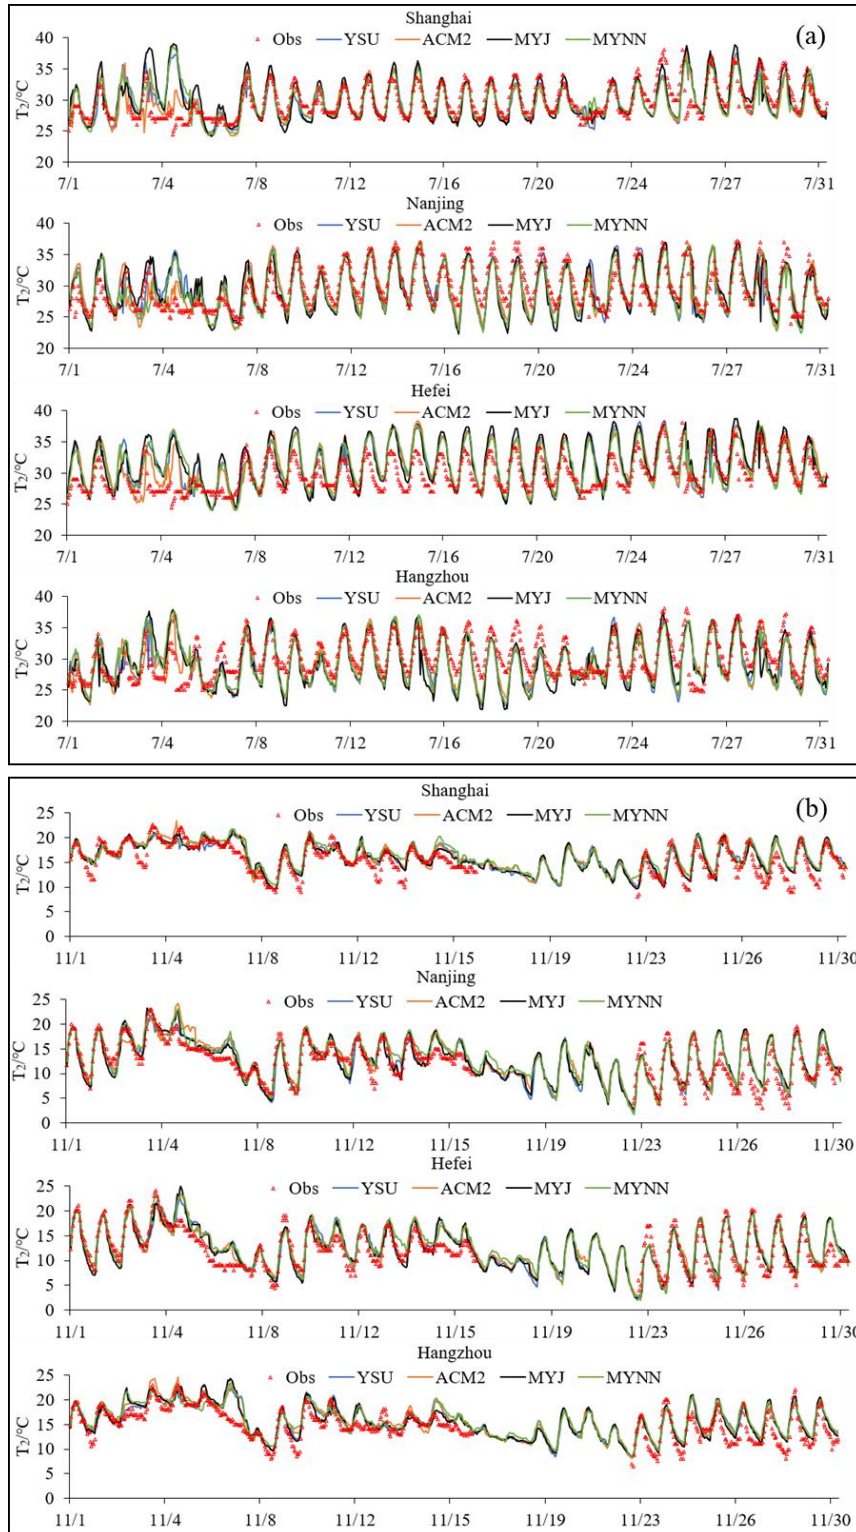 Shanghai
(a)
Obs YSU ACM2 MYJ MYNN
T₂/°C
40
35
30
25
20
7/1 7/4 7/8 7/12 7/16 7/20 7/24 7/27 7/31
Nanjing
Obs YSU ACM2 MYJ MYNN
T₂/°C
40
35
30
25
20
7/1 7/4 7/8 7/12 7/16 7/20 7/24 7/27 7/31
Hefei
Obs YSU ACM2 MYJ MYNN
T₂/°C
40
35
30
25
20
7/1 7/4 7/8 7/12 7/16 7/20 7/24 7/27 7/31
Hangzhou
Obs YSU ACM2 MYJ MYNN
T₂/°C
40
35
30
25
20
7/1 7/4 7/8 7/12 7/16 7/20 7/24 7/27 7/31
Shanghai
(b)
Obs YSU ACM2 MYJ MYNN
T₂/°C
25
20
15
10
5
0
11/1 11/4 11/8 11/12 11/15 11/19 11/23 11/26 11/30
Nanjing
Obs YSU ACM2 MYJ MYNN
T₂/°C
25
20
15
10
5
0
11/1 11/4 11/8 11/12 11/15 11/19 11/23 11/26 11/30
Hefei
Obs YSU ACM2 MYJ MYNN
T₂/°C
25
20
15
10
5
0
11/1 11/4 11/8 11/12 11/15 11/19 11/23 11/26 11/30
Hangzhou
Obs YSU ACM2 MYJ MYNN
T₂/°C
25
20
15
10
5
0
11/1 11/4 11/8 11/12 11/15 11/19 11/23 11/26 11/30